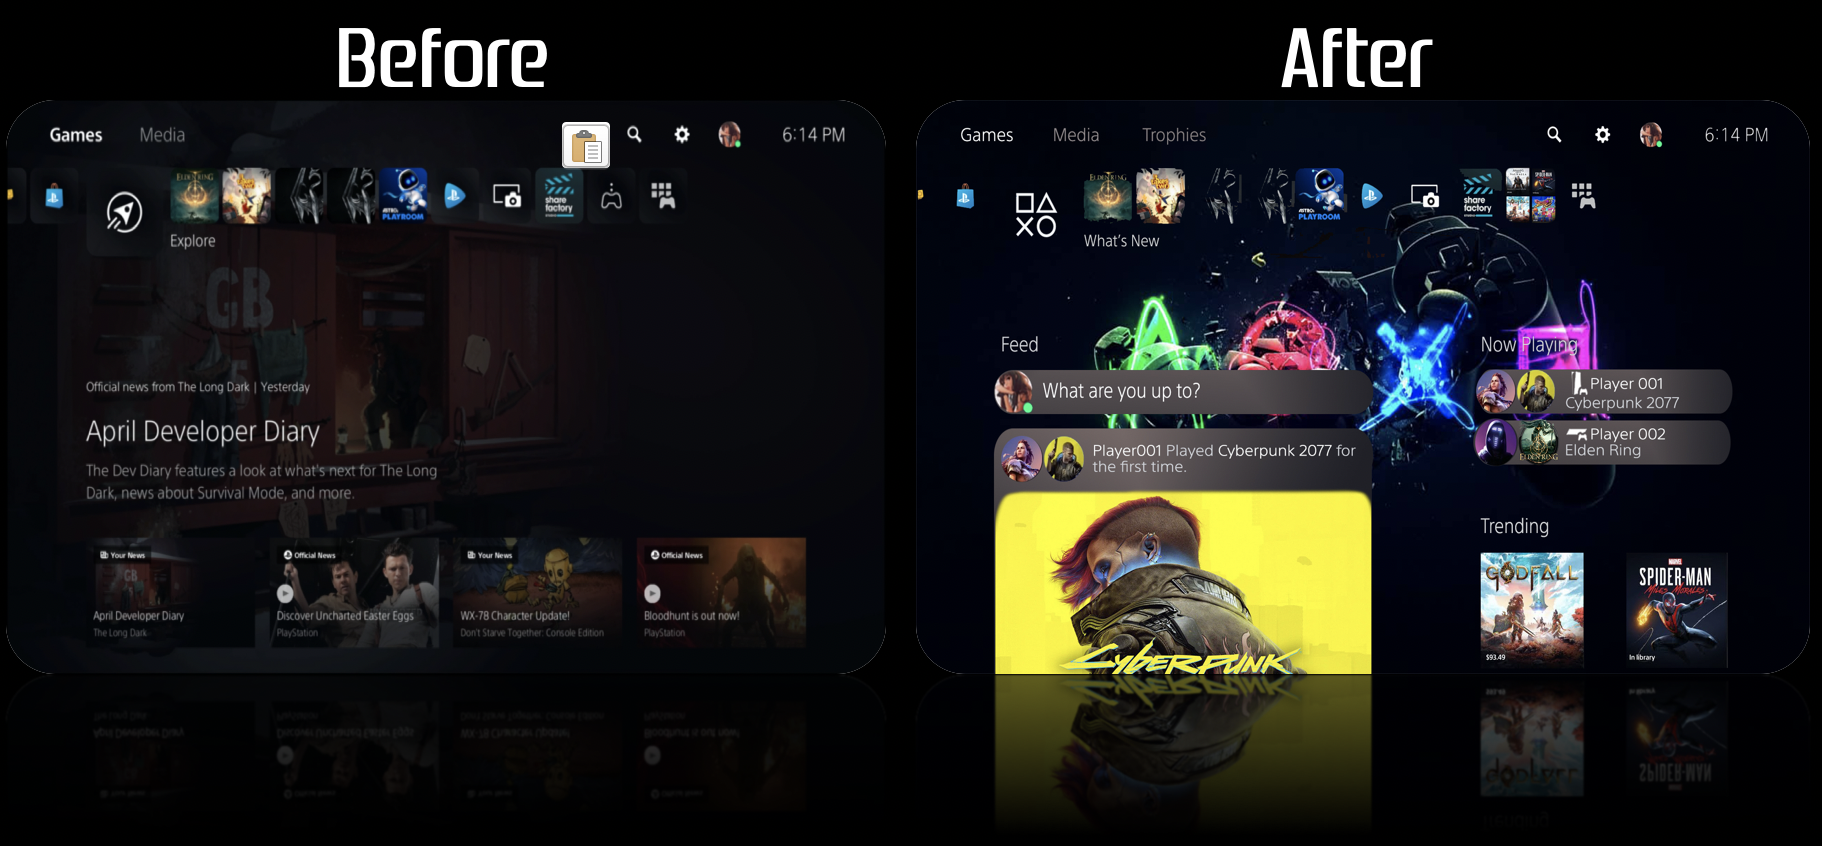 Before
After
Games
Media
6:14 PM
ELDEN RING
ASTRO's
PLAYROOM
share
factory
Explore
GB
Official news from The Long Dark | Yesterday
April Developer Diary
The Dev Diary features a look at what's next for The Long
Dark, news about Survival Mode, and more.
Your News
GB
April Developer Diary
The Long Dark
Official News
Discover Uncharted Easter Eggs
PlayStation
Your News
WX-78 Character Update!
Don't Starve Together: Console Edition
Official News
Bloodhunt is out now!
PlayStation
Games
Media
Trophies
6:14 PM
ELDEN RING
ASTRO's
PLAYROOM
share
factory
What's New
Feed
What are you up to?
Player001 Played Cyberpunk 2077 for
the first time.
CYBERPUNK
Now Playing
Player 001
Cyberpunk 2077
Player 002
Elden Ring
ELDEN RING
Trending
GODFALL
$93.49
MARVEL
SPIDER-MAN
MILES MORALES
In library